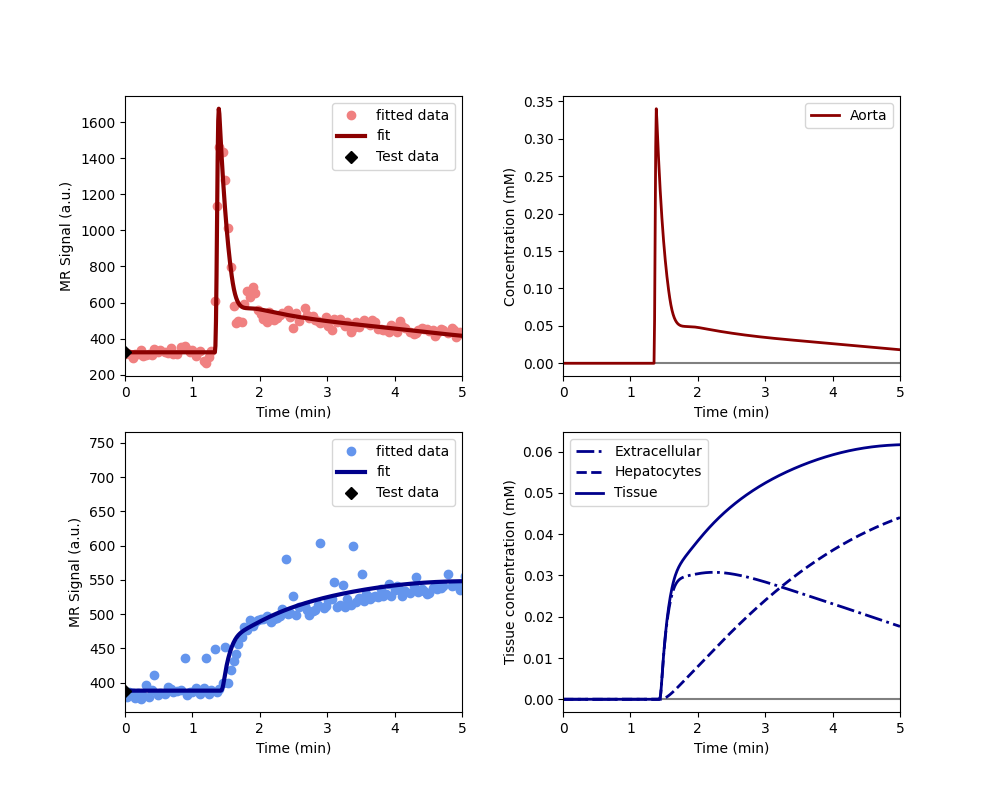 MR Signal (a.u.)
1600
1400
1200
1000
800
600
400
200
fitted data
fit
Test data
0 1 2 3 4 5
Time (min)
Concentration (mM)
0.35
0.30
0.25
0.20
0.15
0.10
0.05
0.00
Aorta
0 1 2 3 4 5
Time (min)
MR Signal (a.u.)
750
700
650
600
550
500
450
400
fitted data
fit
Test data
0 1 2 3 4 5
Time (min)
Tissue concentration (mM)
0.06
0.05
0.04
0.03
0.02
0.01
0.00
Extracellular
Hepatocytes
Tissue
0 1 2 3 4 5
Time (min)